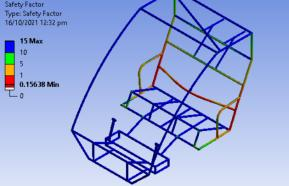 Safety Factor
Type: Safety Factor
16/10/2021 12:32 pm
15 Max
10
5
1
0.15638 Min
0